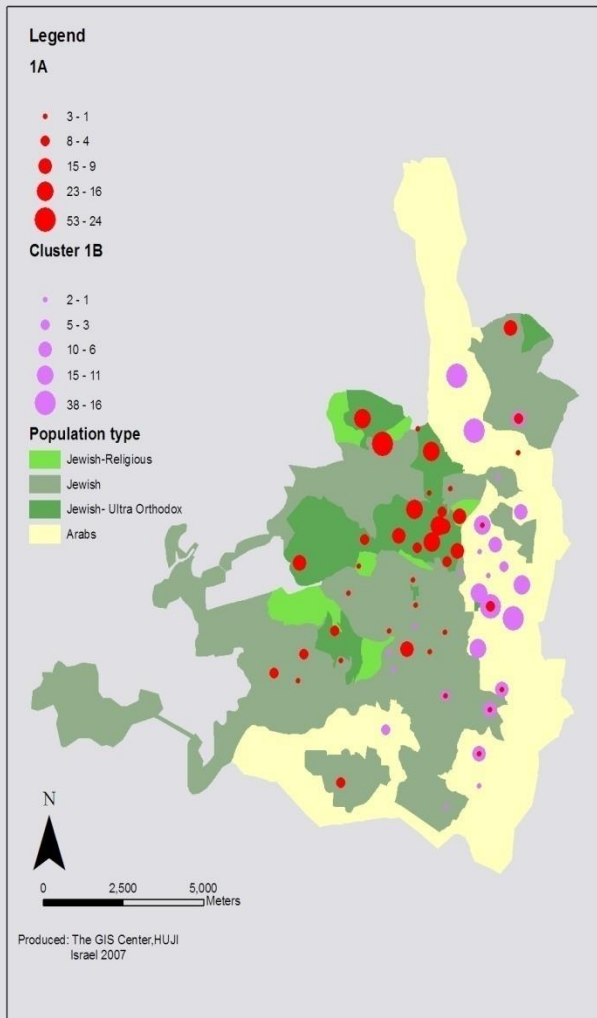 Legend
1A
3 - 1
8 - 4
15 - 9
23 - 16
53 - 24
Cluster 1B
2 - 1
5 - 3
10 - 6
15 - 11
38 - 16
Population type
Jewish-Religious
Jewish
Jewish- Ultra Orthodox
Arabs
N
0 2,500 5,000
Meters
Produced: The GIS Center,HUJI
Israel 2007